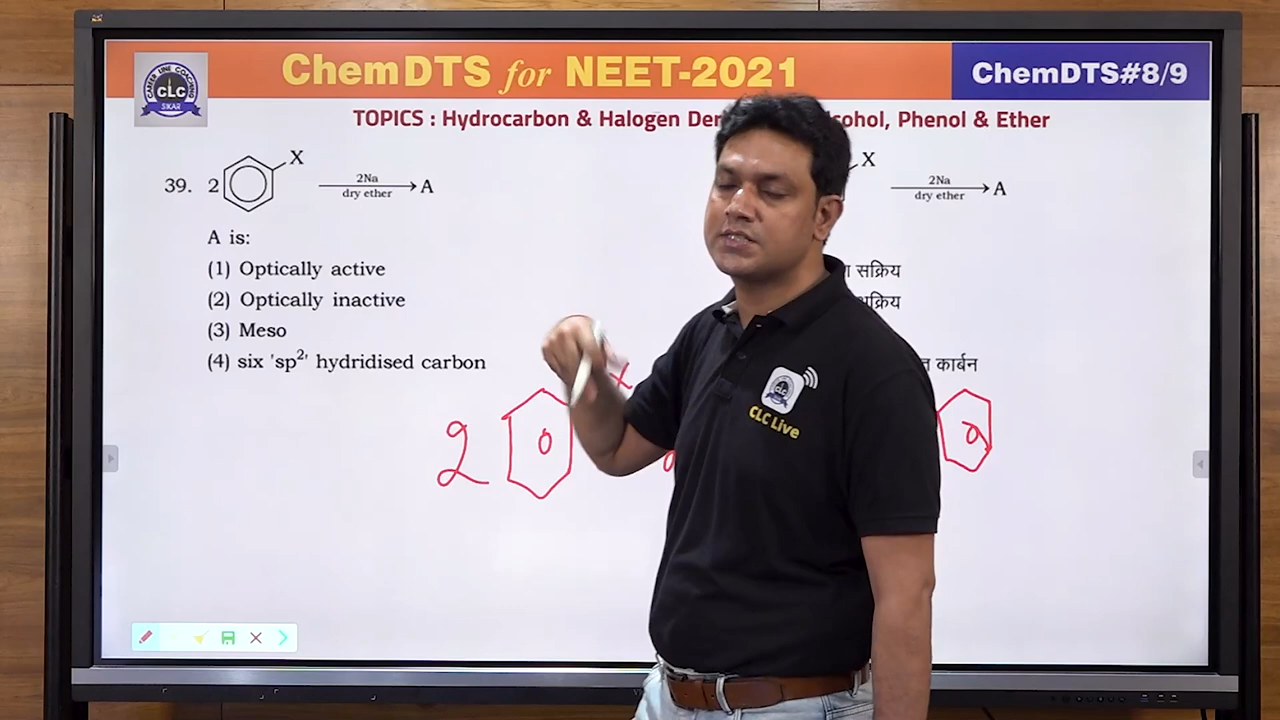 ChemDTS for NEET-2021
ChemDTS#8/9
CAREER LINE COACHING
CLC
SIKAR
TOPICS : Hydrocarbon & Halogen Phenol & Ether
39. 2 X 2Na dry ether A
A is:
(1) Optically active
(2) Optically inactive
(3) Meso
(4) six 'sp2' hydridised carbon
X 2Na dry ether A
सक्रिय
कार्बन
2
X
CLC
CLC Live